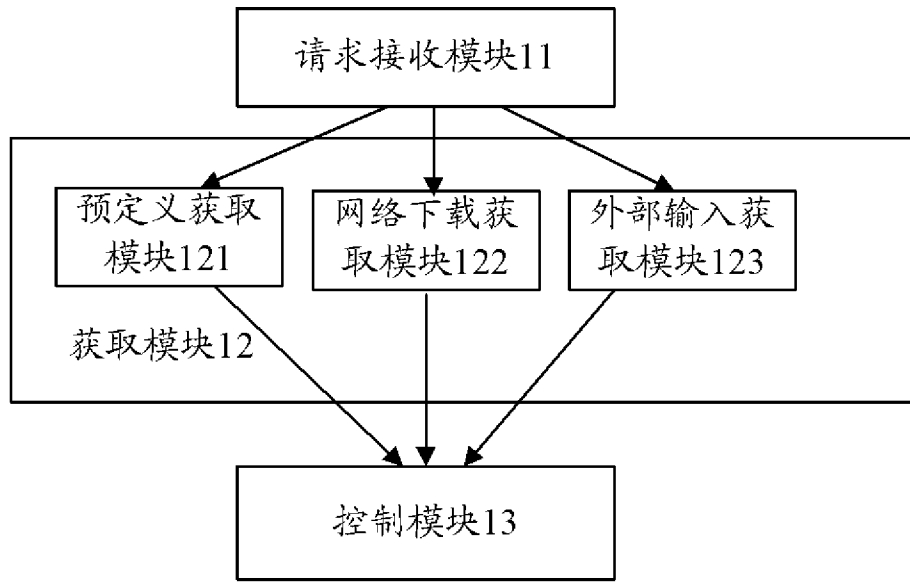 请求接收模块11
预定义获取
模块121
网络下载获
取模块122
外部输入获
取模块123
获取模块12
控制模块13